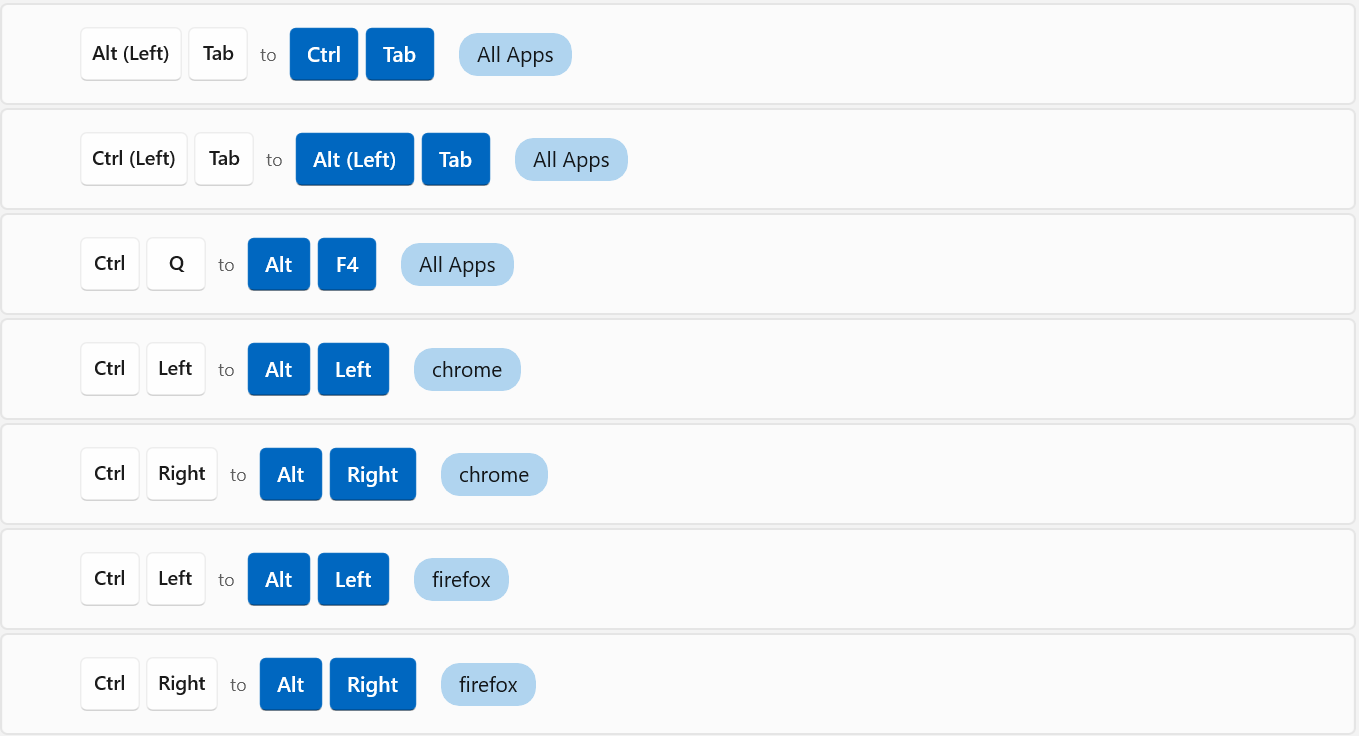 Alt (Left) Tab to Ctrl Tab All Apps
Ctrl (Left) Tab to Alt (Left) Tab All Apps
Ctrl Q to Alt F4 All Apps
Ctrl Left to Alt Left chrome
Ctrl Right to Alt Right chrome
Ctrl Left to Alt Left firefox
Ctrl Right to Alt Right firefox